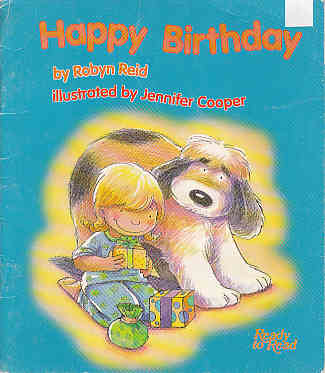 Happy Birthday
by Robyn Reid
illustrated by Jennifer Cooper
Ready
to Read